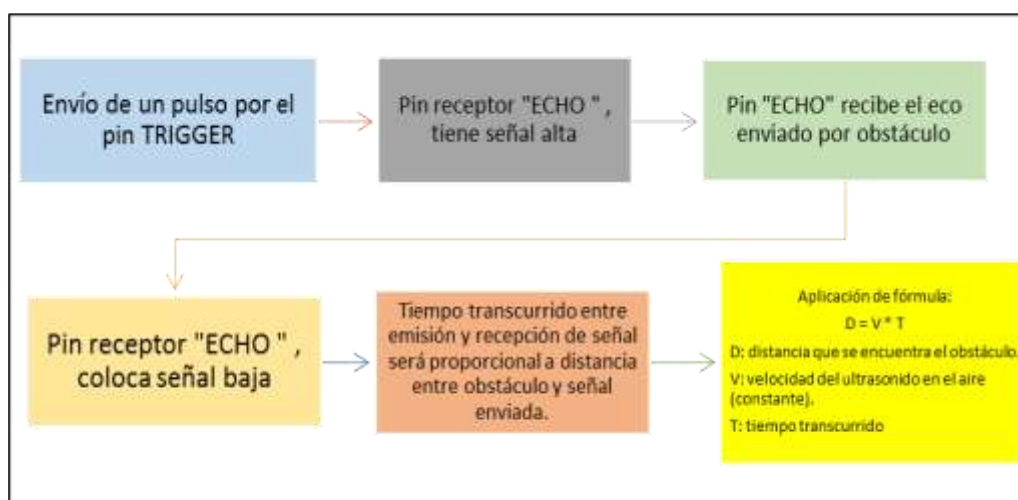 Envío de un pulso por el
pin TRIGGER
Pin receptor "ECHO" ,
tiene señal alta
Pin "ECHO" recibe el eco
enviado por obstáculo
Pin receptor "ECHO" ,
coloca señal baja
Tiempo transcurrido entre
emisión y recepción de señal
será proporcional a distancia
entre obstáculo y señal
enviada.
Aplicación de fórmula:
D = V * T
D: distancia que se encuentra el obstáculo.
V: velocidad del ultrasonido en el aire
(constante).
T: tiempo transcurrido